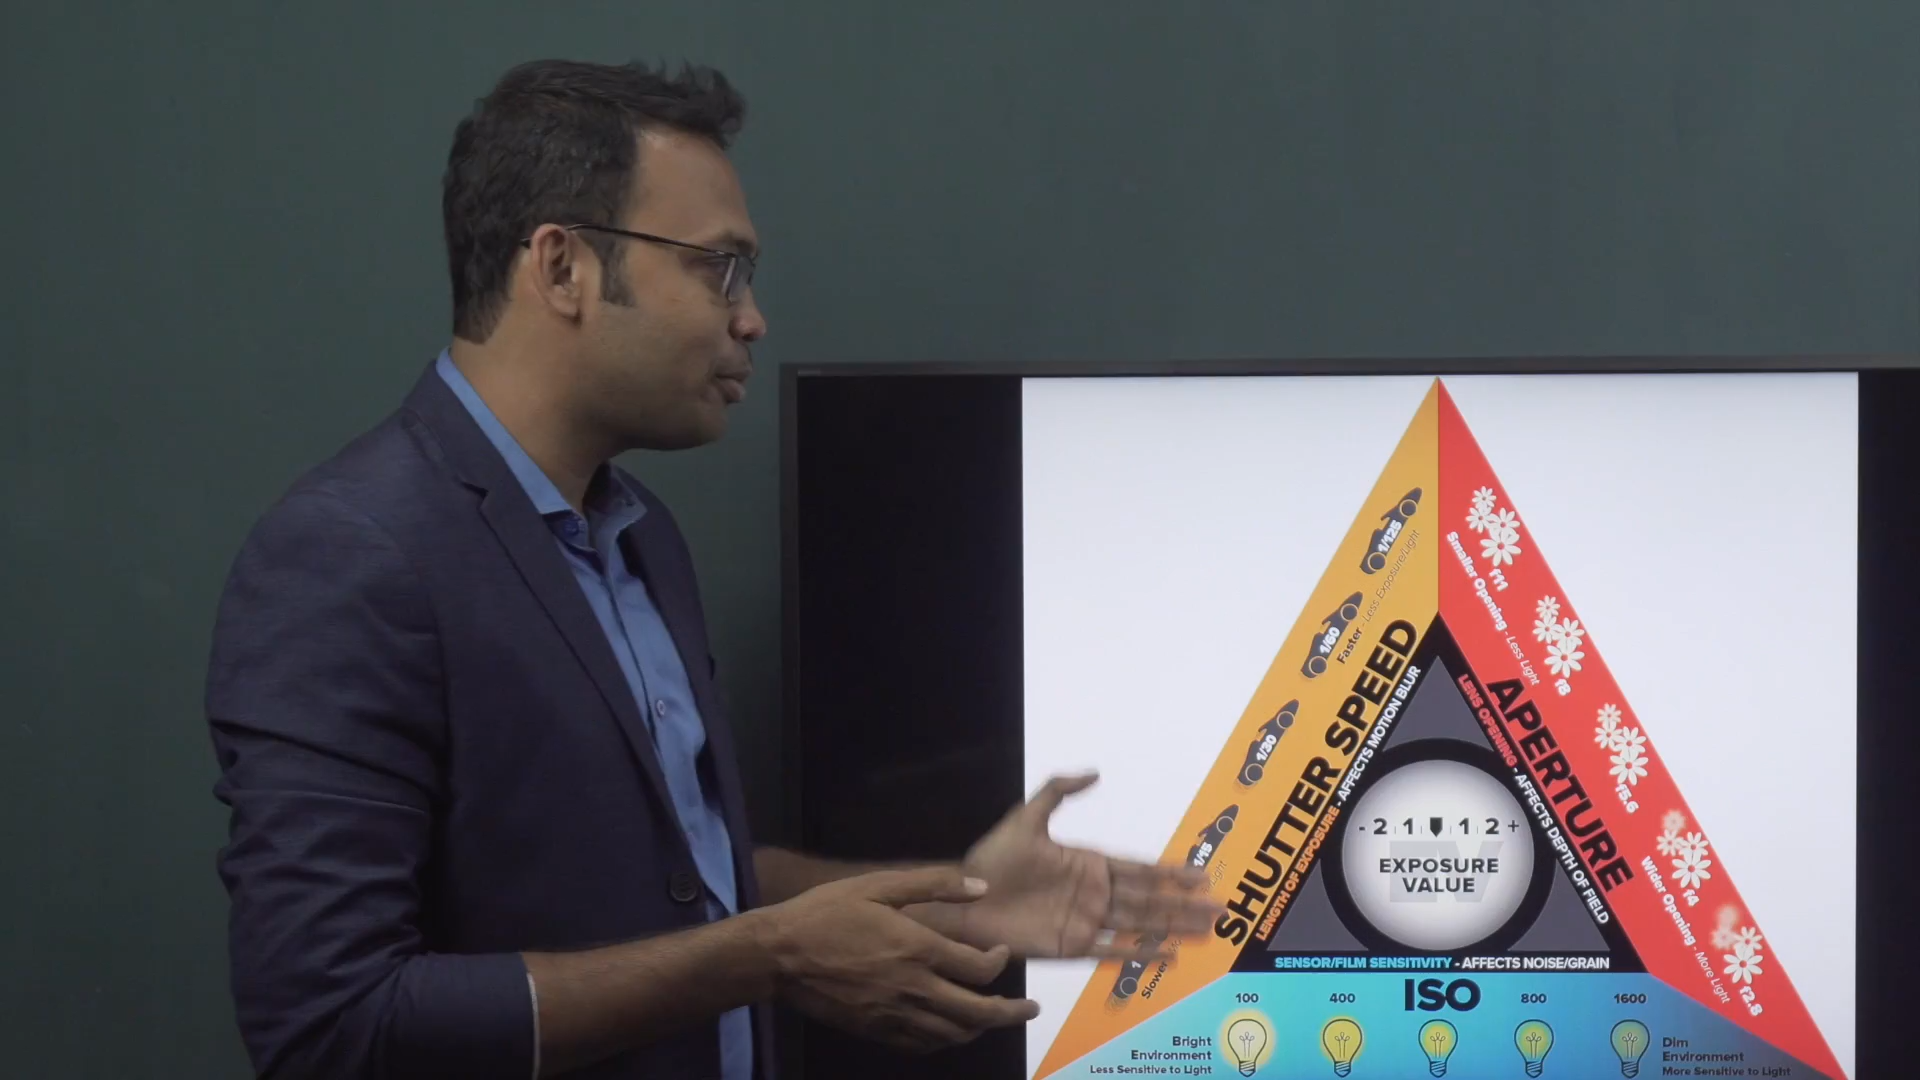 1/125
Faster - Less Exposure/Light
1/60
1/30
1/15
Slower
SHUTTER SPEED
LENGTH OF EXPOSURE - AFFECTS MOTION BLUR
f11
Smaller Opening - Less Light
f8
f5.6
f4
Wider Opening - More Light
f2.8
APERTURE
LENS OPENING - AFFECTS DEPTH OF FIELD
- 2 1 1 2 +
EXPOSURE
VALUE
SENSOR/FILM SENSITIVITY - AFFECTS NOISE/GRAIN
100 400 ISO 800 1600
Bright
Environment
Less Sensitive to Light
Dim
Environment
More Sensitive to Light